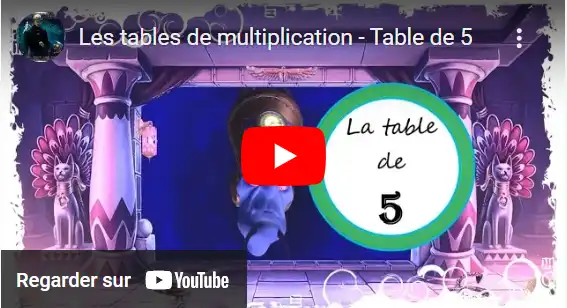 Les tables de multiplication - Table de 5
La table
de
5
Regarder sur YouTube